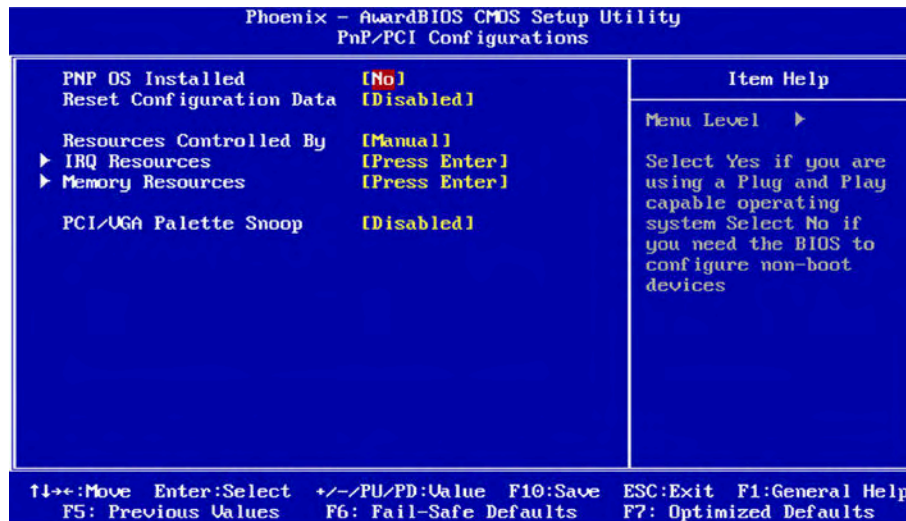 Phoenix - AwardBIOS CMOS Setup Utility
PnP/PCI Configurations
PNP OS Installed [No]
Reset Configuration Data [Disabled]
Resources Controlled By [Manual]
▶ IRQ Resources [Press Enter]
▶ Memory Resources [Press Enter]
PCI/VGA Palette Snoop [Disabled]
Item Help
Menu Level ▶
Select Yes if you are
using a Plug and Play
capable operating
system Select No if
you need the BIOS to
configure non-boot
devices
↑↓→←:Move Enter:Select +/-/PU/PD:Value F10:Save ESC:Exit F1:General Help
F5: Previous Values F6: Fail-Safe Defaults F7: Optimized Defaults